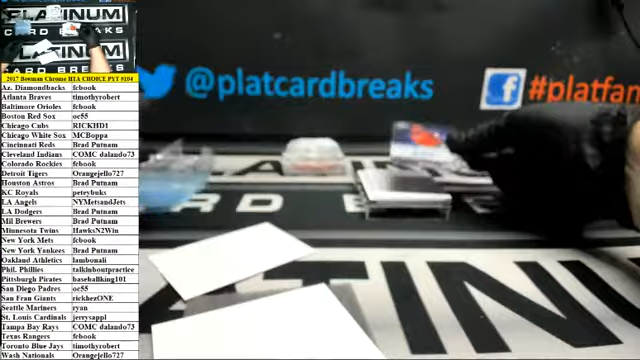 PLATINUM
PLATINUM
CARD BREAKS
2017 Bowman Chrome HTA CHOICE PYT #104
Az. Diamondbacks fcbook
Atlanta Braves timothyrobert
Baltimore Orioles fcbook
Boston Red Sox oc55
Chicago Cubs RICKHD1
Chicago White Sox MCBoppa
Cincinnati Reds Brad Putnam
Cleveland Indians COMC dalando73
Colorado Rockies fcbook
Detroit Tigers Orangejello727
Houston Astros Brad Putnam
KC Royals peteybuks
LA Angels NYMetsandJets
LA Dodgers Brad Putnam
Mil Brewers Brad Putnam
Minnesota Twins HawksN2Win
New York Mets fcbook
New York Yankees Brad Putnam
Oakland Athletics lambonali
Phil. Phillies talkinboutpractice
Pittsburgh Pirates baseballking101
San Diego Padres oc55
San Fran Giants rickhezONE
Seattle Mariners ryan
St. Louis Cardinals jerrysappl
Tampa Bay Rays COMC dalando73
Texas Rangers fcbook
Toronto Blue Jays timothyrobert
Wash Nationals Orangejello727
@platcardbreaks
f #platfan